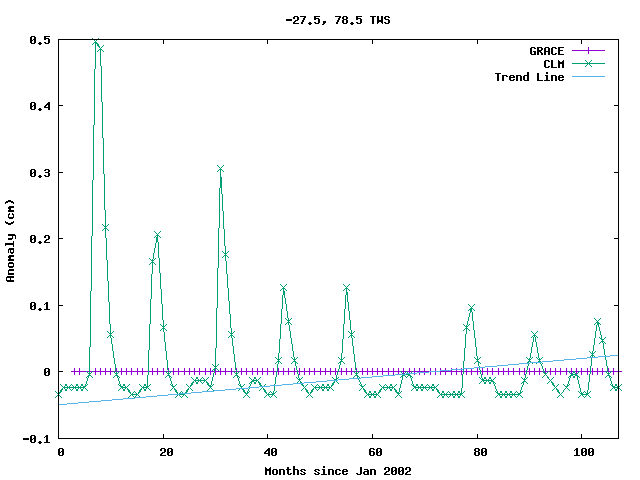 -27.5, 78.5 TWS
GRACE
CLM
Trend Line
0.5
0.4
0.3
0.2
0.1
0
-0.1
Anomaly (cm)
0 20 40 60 80 100
Months since Jan 2002